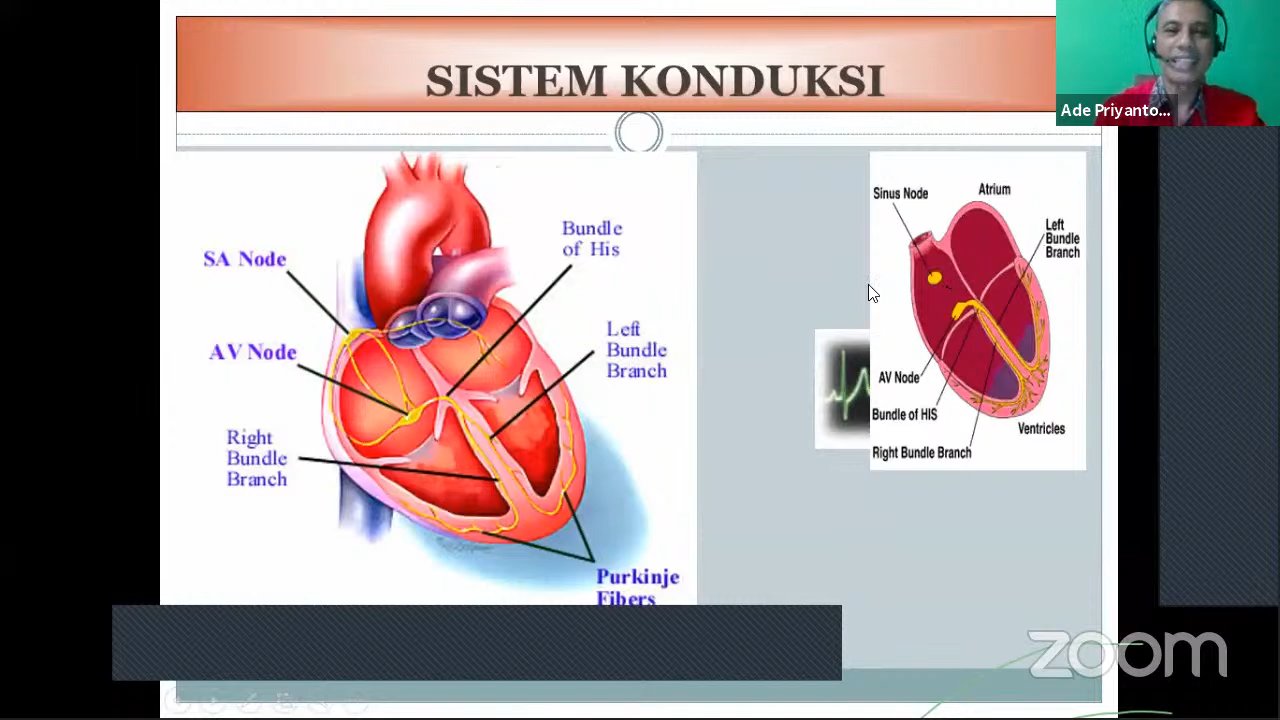 SISTEM KONDUKSI
Ade Priyanto...
SA Node
AV Node
Right
Bundle
Branch
Bundle
of His
Left
Bundle
Branch
Purkinje
Fibers
Sinus Node
Atrium
Left
Bundle
Branch
AV Node
Bundle of HIS
Right Bundle Branch
Ventricles
zoom